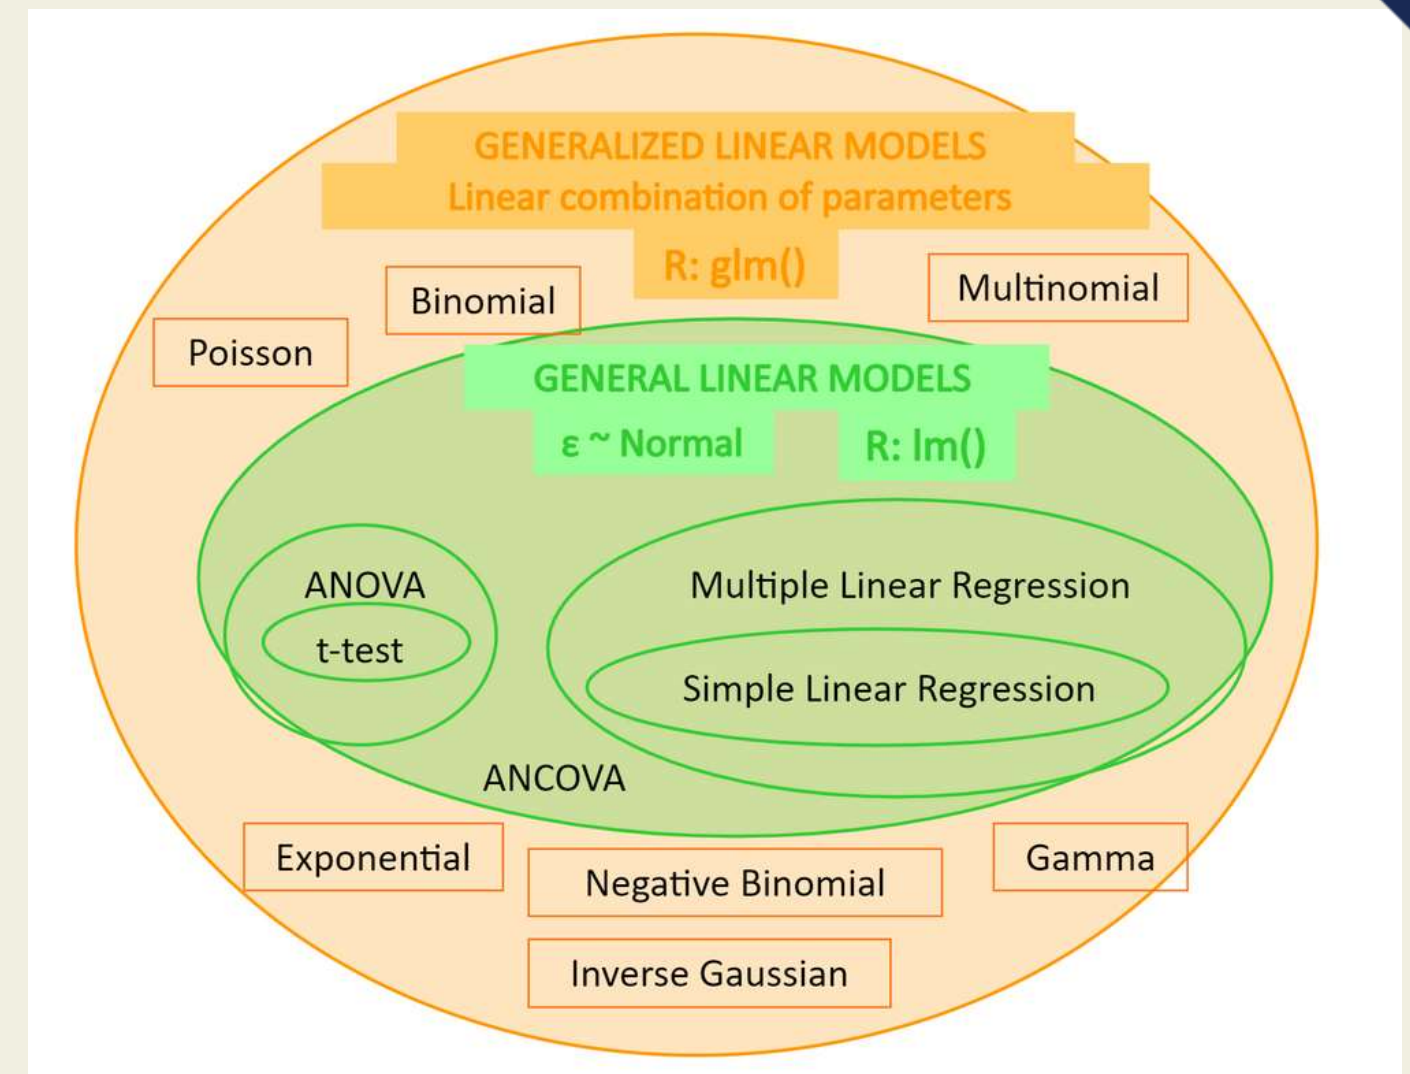 GENERALIZED LINEAR MODELS
Linear combination of parameters
R: glm()
Binomial
Multinomial
Poisson
GENERAL LINEAR MODELS
ε ~ Normal
R: lm()
ANOVA
t-test
Multiple Linear Regression
Simple Linear Regression
ANCOVA
Exponential
Negative Binomial
Gamma
Inverse Gaussian